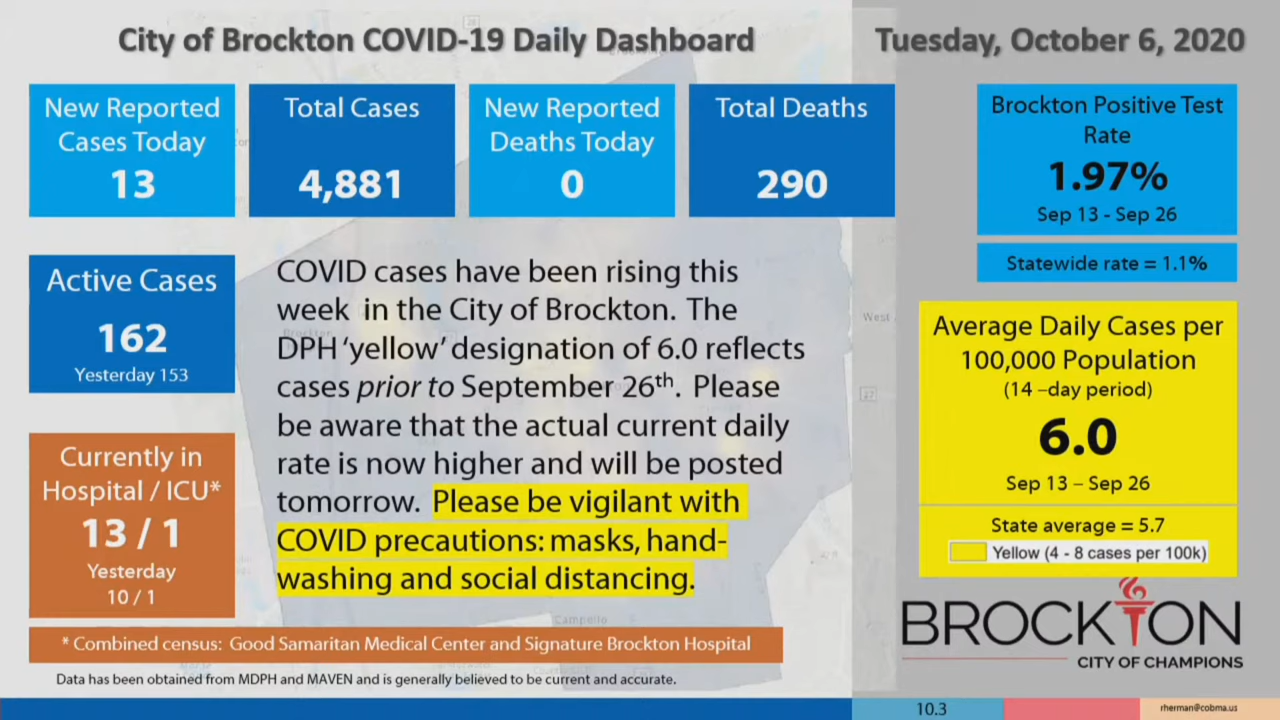 City of Brockton COVID-19 Daily Dashboard
Tuesday, October 6, 2020
New Reported
Cases Today
13
Total Cases
4,881
New Reported
Deaths Today
0
Total Deaths
290
Brockton Positive Test
Rate
1.97%
Sep 13 - Sep 26
Statewide rate = 1.1%
Active Cases
162
Yesterday 153
COVID cases have been rising this
week in the City of Brockton. The
DPH ‘yellow’ designation of 6.0 reflects
cases prior to September 26th. Please
be aware that the actual current daily
rate is now higher and will be posted
tomorrow. Please be vigilant with
COVID precautions: masks, hand-
washing and social distancing.
Average Daily Cases per
100,000 Population
(14 –day period)
6.0
Sep 13 – Sep 26
State average = 5.7
Yellow (4 - 8 cases per 100k)
Currently in
Hospital / ICU*
13 / 1
Yesterday
10 / 1
* Combined census: Good Samaritan Medical Center and Signature Brockton Hospital
Data has been obtained from MDPH and MAVEN and is generally believed to be current and accurate.
BROCKTON
CITY OF CHAMPIONS
10.3
rherman@cobma.us
Brockton
West
27
Campello